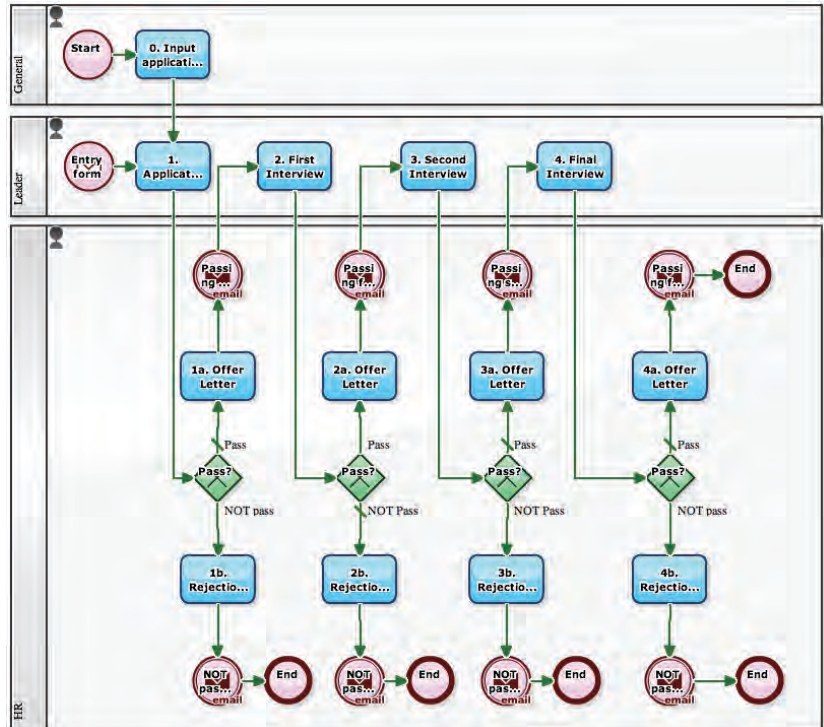 General
Start
0. Input
applicati...
Leader
Entry
form
1.
Applicat...
2. First
Interview
3. Second
Interview
4. Final
Interview
HR
Passi
ng ...
email
Passi
ng f...
email
Passi
ng s...
email
Passi
ng f...
email
End
1a. Offer
Letter
2a. Offer
Letter
3a. Offer
Letter
4a. Offer
Letter
Pass
Pass
Pass
Pass
Pass?
Pass?
Pass?
Pass?
NOT pass
NOT Pass
NOT Pass
NOT pass
1b.
Rejectio...
2b.
Rejectio...
3b.
Rejectio...
4b.
Rejectio...
NOT
pas...
email
End
NOT
pas...
email
End
NOT
pas...
email
End
NOT
pas...
email
End